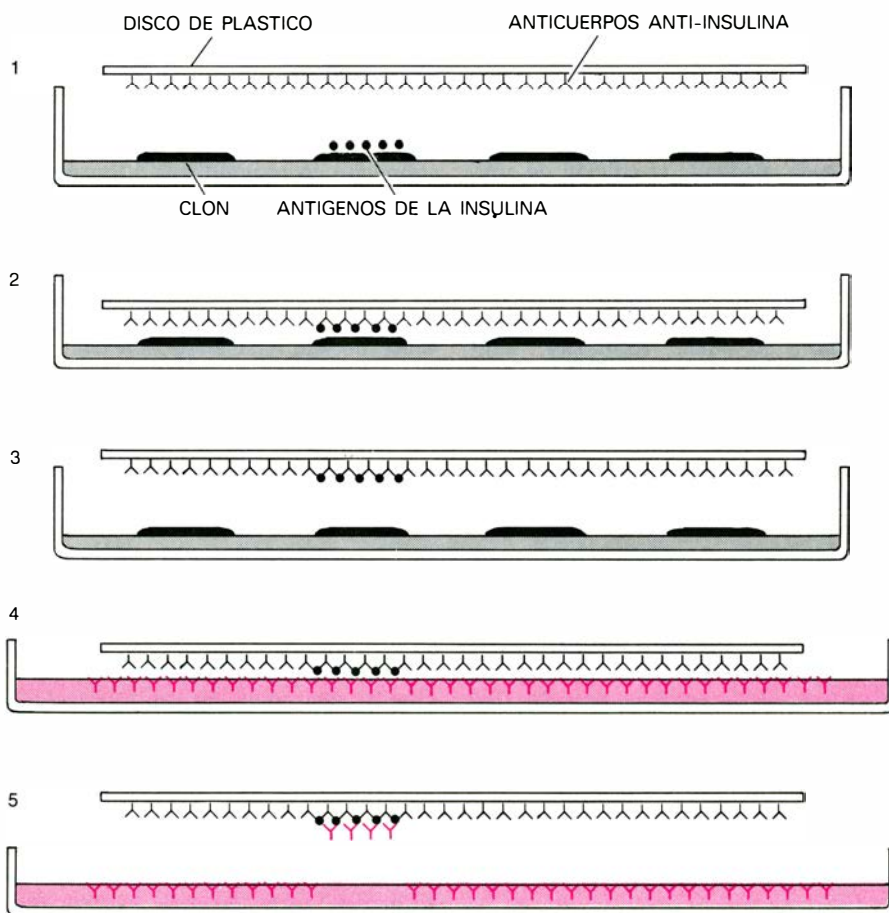 DISCO DE PLASTICO ANTICUERPOS ANTI-INSULINA
1
CLON ANTIGENOS DE LA INSULINA
2
3
4
5